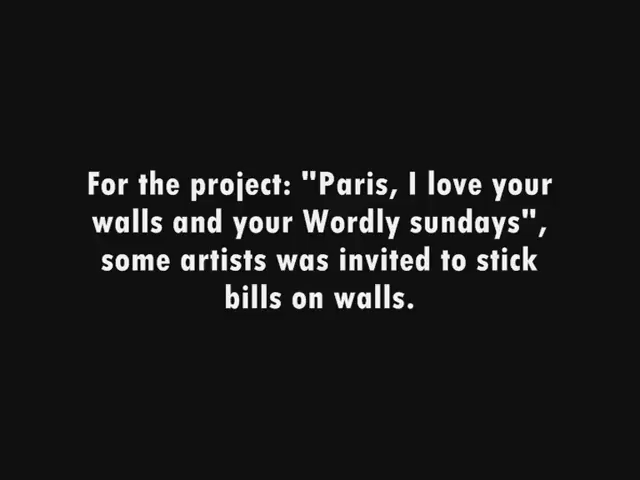 For the project: "Paris, I love your
walls and your Wordly sundays",
some artists was invited to stick
bills on walls.